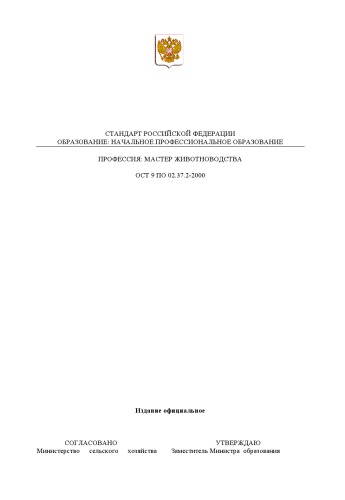 СТАНДАРТ РОССИЙСКОЙ ФЕДЕРАЦИИ
ОБРАЗОВАНИЕ: НАЧАЛЬНОЕ ПРОФЕССИОНАЛЬНОЕ ОБРАЗОВАНИЕ
ПРОФЕССИЯ: МАСТЕР ЖИВОТНОВОДСТВА
ОСТ 9 ПО 02.37.2-2000
Издание официальное
СОГЛАСОВАНО УТВЕРЖДАЮ
Министерство сельского хозяйства Заместитель Министра образования